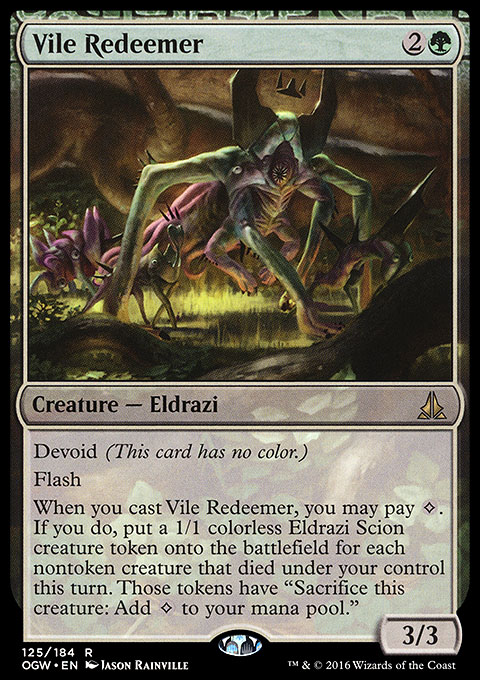 Vile Redeemer 2
Creature — Eldrazi
Devoid (This card has no color.)
Flash
When you cast Vile Redeemer, you may pay ◇.
If you do, put a 1/1 colorless Eldrazi Scion
creature token onto the battlefield for each
nontoken creature that died under your control
this turn. Those tokens have “Sacrifice this
creature: Add ◇ to your mana pool.”
3/3
125/184 R
OGW • EN Jason Rainville
™ & © 2016 Wizards of the Coast